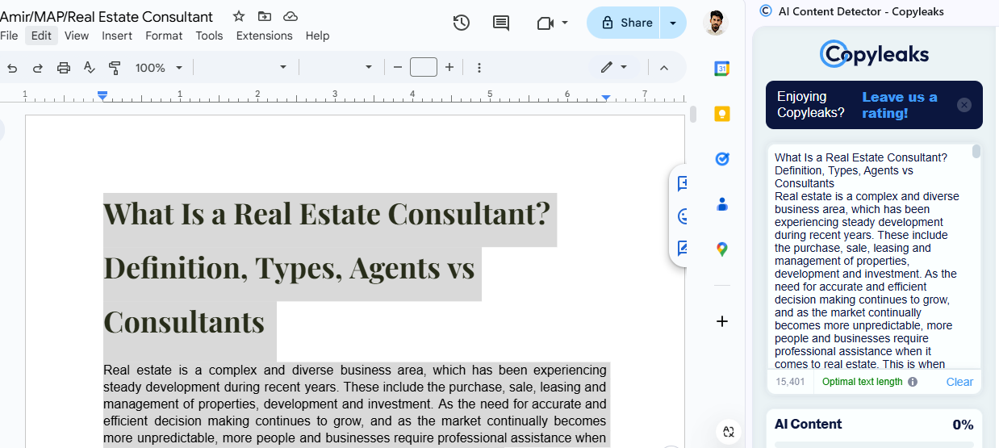 Amir/MAP/Real Estate Consultant
File Edit View Insert Format Tools Extensions Help
Share
100%
1 1 2 3 4 5 6 7
What Is a Real Estate Consultant?
Definition, Types, Agents vs
Consultants
Real estate is a complex and diverse business area, which has been experiencing
steady development during recent years. These include the purchase, sale, leasing and
management of properties, development and investment. As the need for accurate and
efficient decision making continues to grow, and as the market continually becomes
more unpredictable, more people and businesses require professional assistance when
31
AI Content Detector - Copyleaks
Copyleaks
Enjoying
Copyleaks?
Leave us a
rating!
What Is a Real Estate Consultant?
Definition, Types, Agents vs
Consultants
Real estate is a complex and diverse
business area, which has been
experiencing steady development
during recent years. These include
the purchase, sale, leasing and
management of properties,
development and investment. As the
need for accurate and efficient
decision making continues to grow,
and as the market continually
becomes more unpredictable, more
people and businesses require
professional assistance when it
comes to real estate. This is when
15,401 Optimal text length Clear
AI Content 0%